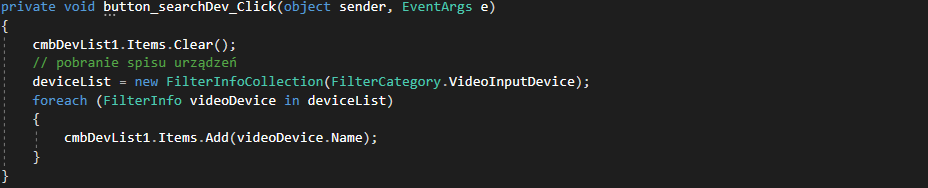 private void button_searchDev_Click(object sender, EventArgs e)
{
cmbDevList1.Items.Clear();
// pobranie spisu urządzeń
deviceList = new FilterInfoCollection(FilterCategory.VideoInputDevice);
foreach (FilterInfo videoDevice in deviceList)
{
cmbDevList1.Items.Add(videoDevice.Name);
}
}